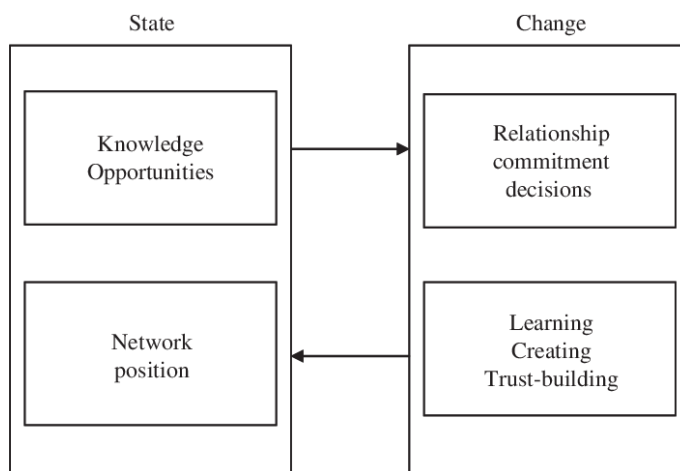 State
Change
Knowledge
Opportunities
Relationship
commitment
decisions
Network
position
Learning
Creating
Trust-building